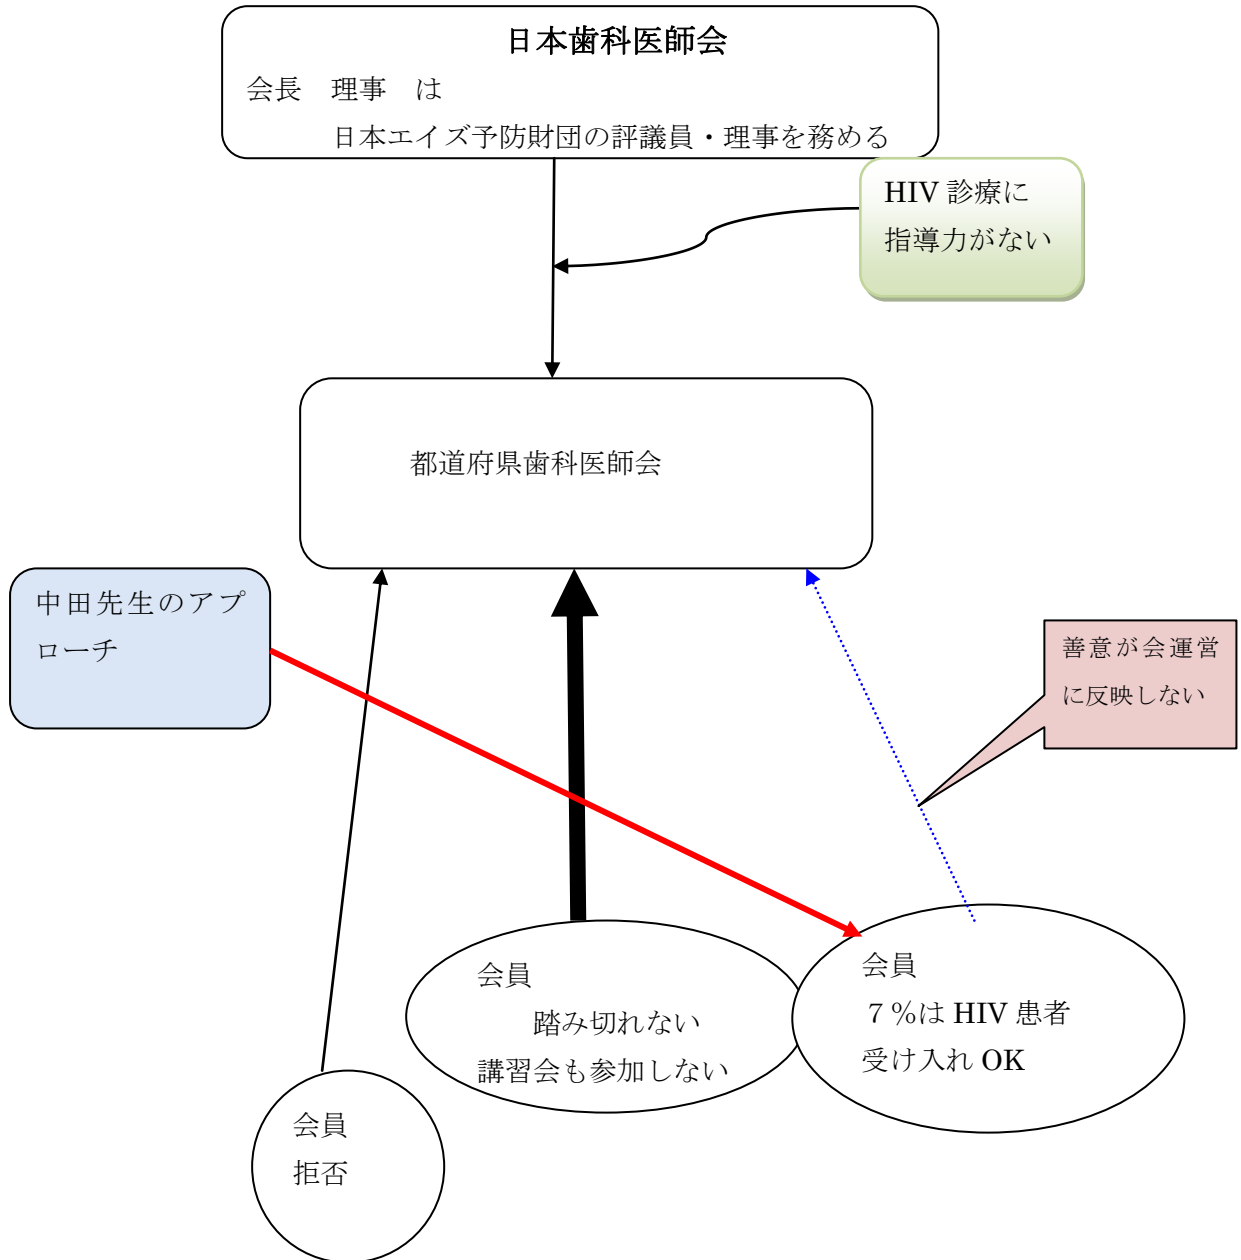 日本歯科医師会
会長　理事　は
日本エイズ予防財団の評議員・理事を務める
HIV 診療に
指導力がない
都道府県歯科医師会
中田先生のアプ
ローチ
善意が会運営
に反映しない
会員
踏み切れない
講習会も参加しない
会員
７％は HIV 患者
受け入れ OK
会員
拒否